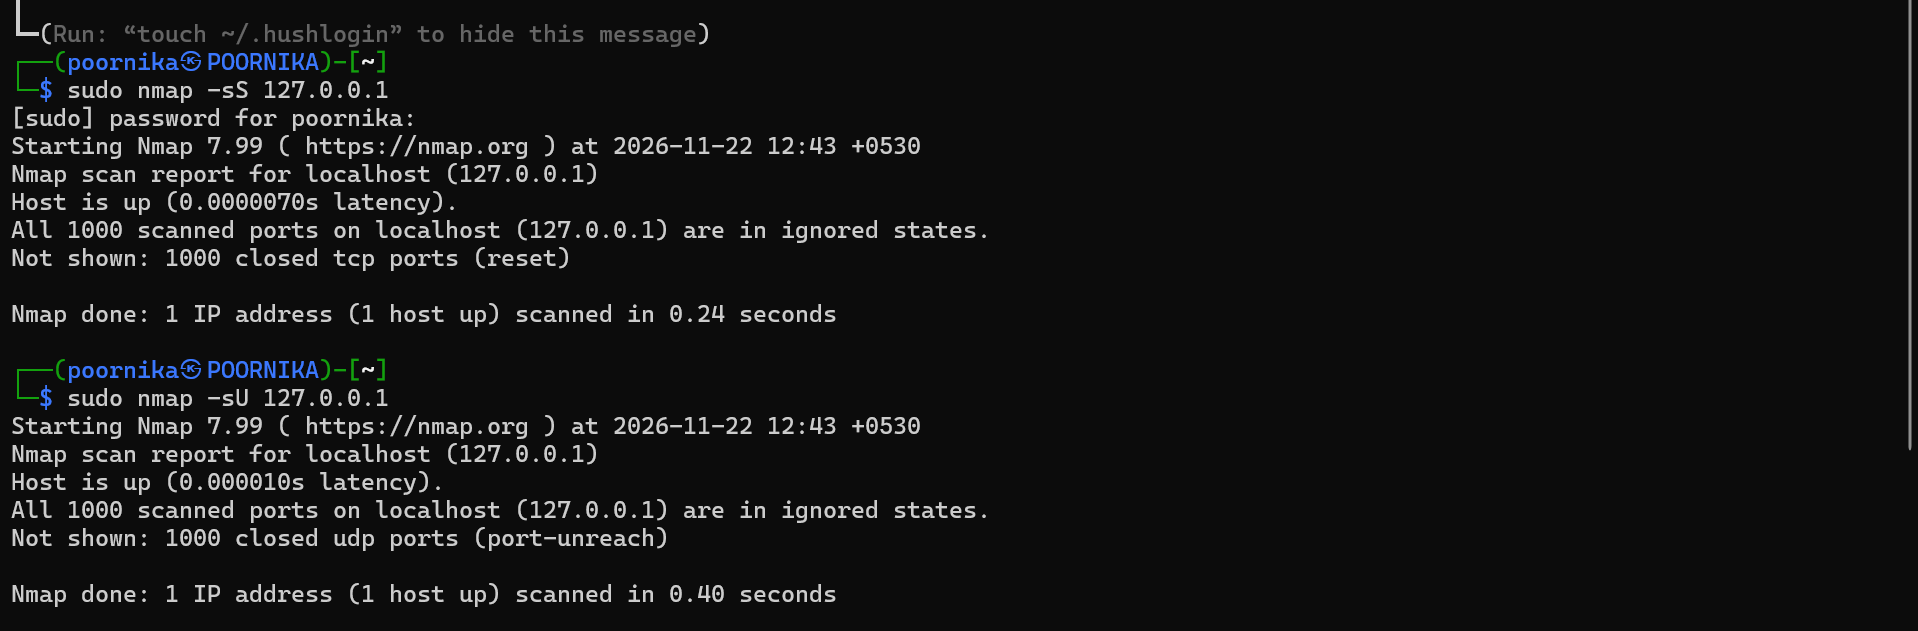 └─(Run: “touch ~/.hushlogin” to hide this message)
┌──(poornika㉿POORNIKA)-[~]
└─$ sudo nmap -sS 127.0.0.1
[sudo] password for poornika:
Starting Nmap 7.99 ( https://nmap.org ) at 2026-11-22 12:43 +0530
Nmap scan report for localhost (127.0.0.1)
Host is up (0.0000070s latency).
All 1000 scanned ports on localhost (127.0.0.1) are in ignored states.
Not shown: 1000 closed tcp ports (reset)

Nmap done: 1 IP address (1 host up) scanned in 0.24 seconds

┌──(poornika㉿POORNIKA)-[~]
└─$ sudo nmap -sU 127.0.0.1
Starting Nmap 7.99 ( https://nmap.org ) at 2026-11-22 12:43 +0530
Nmap scan report for localhost (127.0.0.1)
Host is up (0.000010s latency).
All 1000 scanned ports on localhost (127.0.0.1) are in ignored states.
Not shown: 1000 closed udp ports (port-unreach)

Nmap done: 1 IP address (1 host up) scanned in 0.40 seconds